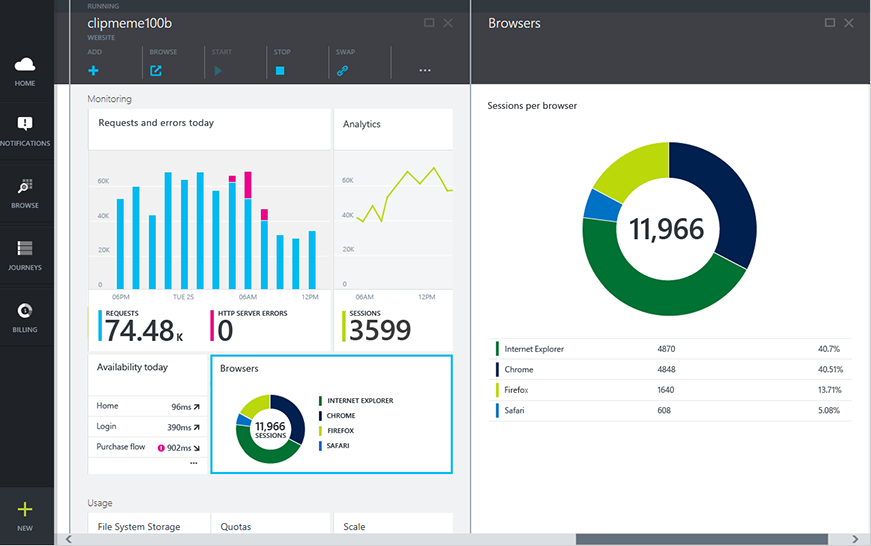 HOME
NOTIFICATIONS
BROWSE
JOURNEYS
BILLING
NEW
RUNNING
clipmeme100b
WEBSITE
ADD BROWSE START STOP SWAP
...
Monitoring
Requests and errors today
60K
40K
20K
0
06PM TUE 25 06AM 12PM
REQUESTS
74.48K
HTTP SERVER ERRORS
0
Analytics
60K
40K
20K
0
06AM 12PM
SESSIONS
3599
Availability today
Home 96ms
Login 390ms
Purchase flow 902ms
...
Browsers
11,966
SESSIONS
INTERNET EXPLORER
CHROME
FIREFOX
SAFARI
Usage
File System Storage Quotas Scale
Browsers
Sessions per browser
11,966
Internet Explorer 4870 40.7%
Chrome 4848 40.51%
Firefox 1640 13.71%
Safari 608 5.08%